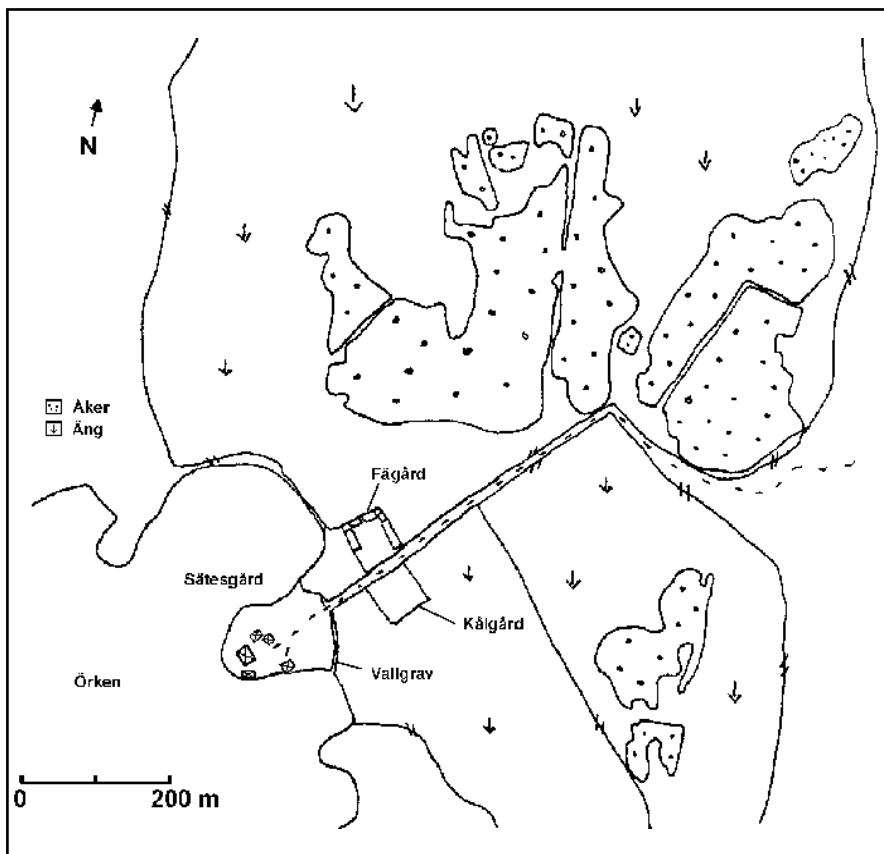 N
Åker
Äng
Fägård
Sätesgård
Kålgård
Vallgrav
Örken
0 200 m